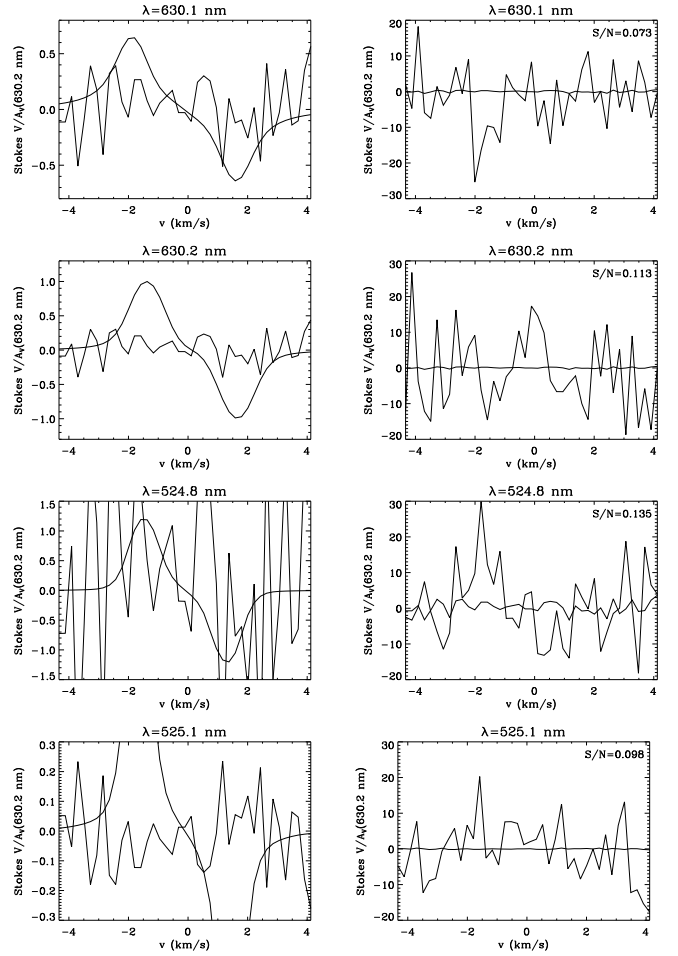 λ=630.1 nm
Stokes V/A_V(630.2 nm)
0.5
0.0
−0.5
−4 −2 0 2 4
v (km/s)
λ=630.1 nm
S/N=0.073
Stokes V/A_V(630.2 nm)
20
10
0
−10
−20
−30
−4 −2 0 2 4
v (km/s)
λ=630.2 nm
Stokes V/A_V(630.2 nm)
1.0
0.5
0.0
−0.5
−1.0
−4 −2 0 2 4
v (km/s)
λ=630.2 nm
S/N=0.113
Stokes V/A_V(630.2 nm)
30
20
10
0
−10
−20
−4 −2 0 2 4
v (km/s)
λ=524.8 nm
Stokes V/A_V(630.2 nm)
1.5
1.0
0.5
0.0
−0.5
−1.0
−1.5
−4 −2 0 2 4
v (km/s)
λ=524.8 nm
S/N=0.135
Stokes V/A_V(630.2 nm)
30
20
10
0
−10
−20
−4 −2 0 2 4
v (km/s)
λ=525.1 nm
Stokes V/A_V(630.2 nm)
0.3
0.2
0.1
0.0
−0.1
−0.2
−0.3
−4 −2 0 2 4
v (km/s)
λ=525.1 nm
S/N=0.098
Stokes V/A_V(630.2 nm)
30
20
10
0
−10
−20
−4 −2 0 2 4
v (km/s)